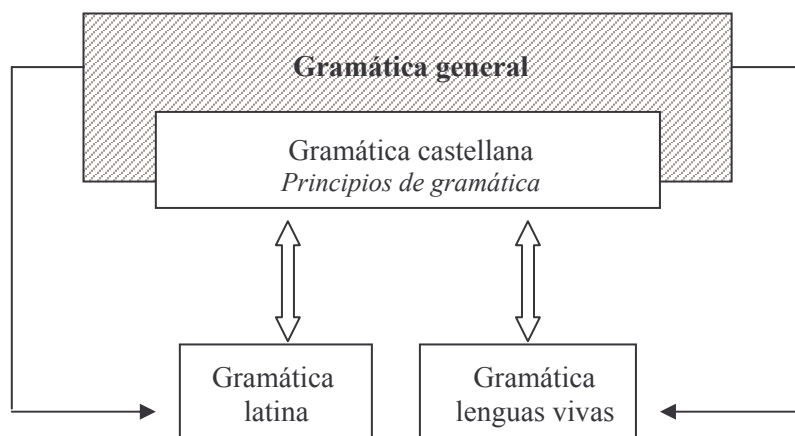 Gramática general
Gramática castellana
Principios de gramática
Gramática
latina
Gramática
lenguas vivas